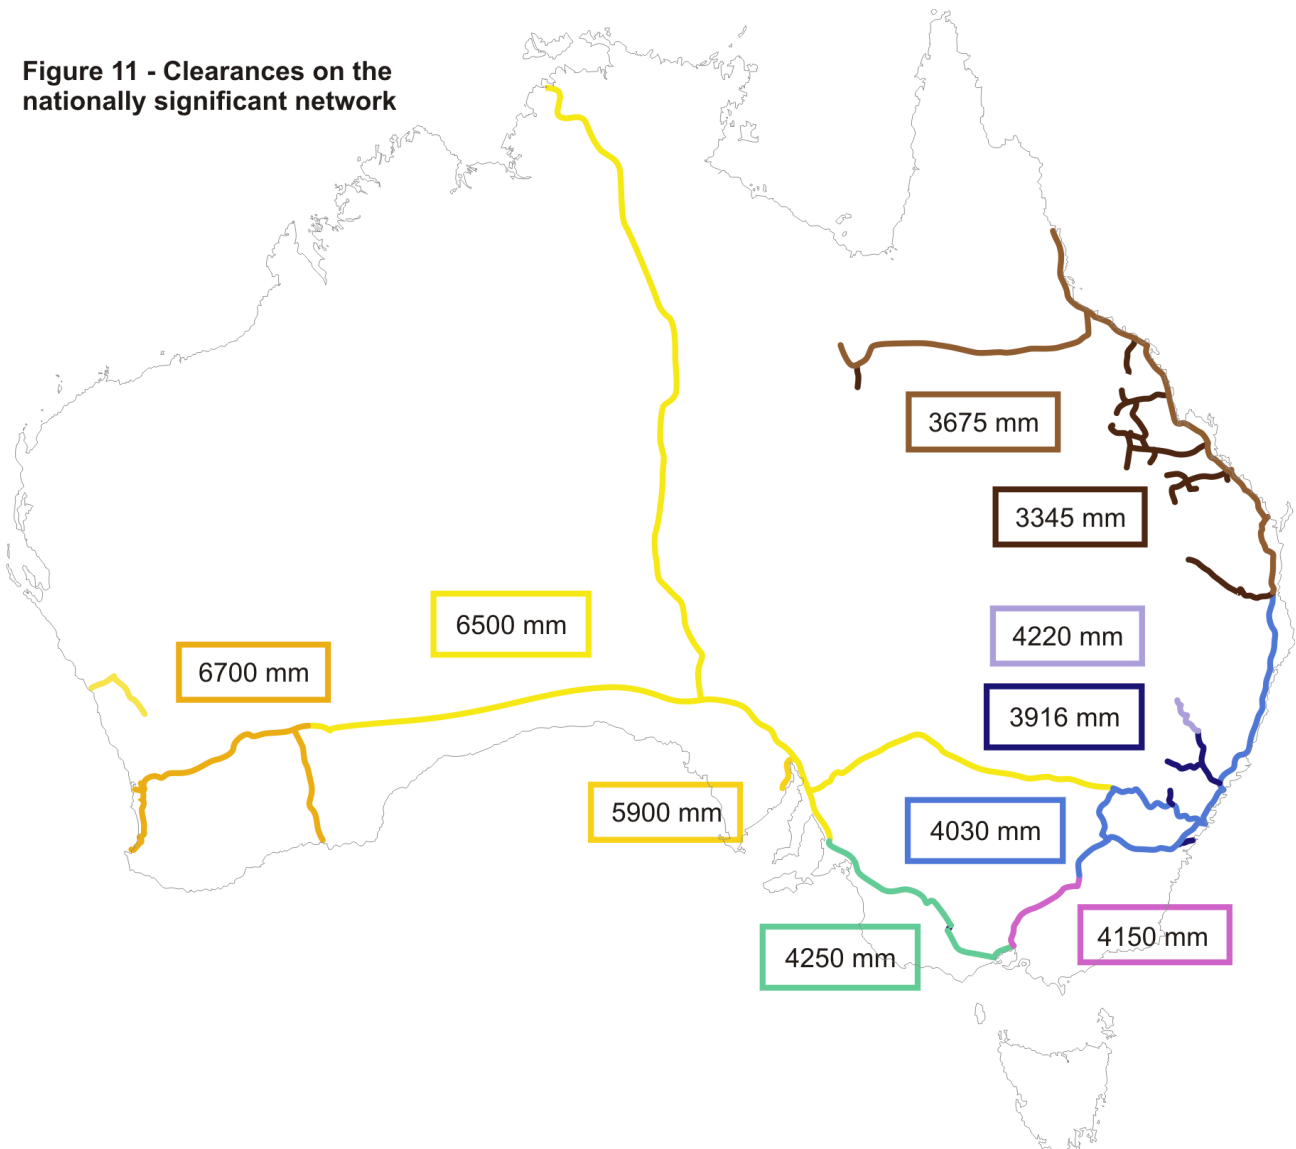 Figure 11 - Clearances on the
nationally significant network
3675 mm
3345 mm
6500 mm
4220 mm
6700 mm
3916 mm
5900 mm
4030 mm
4150 mm
4250 mm